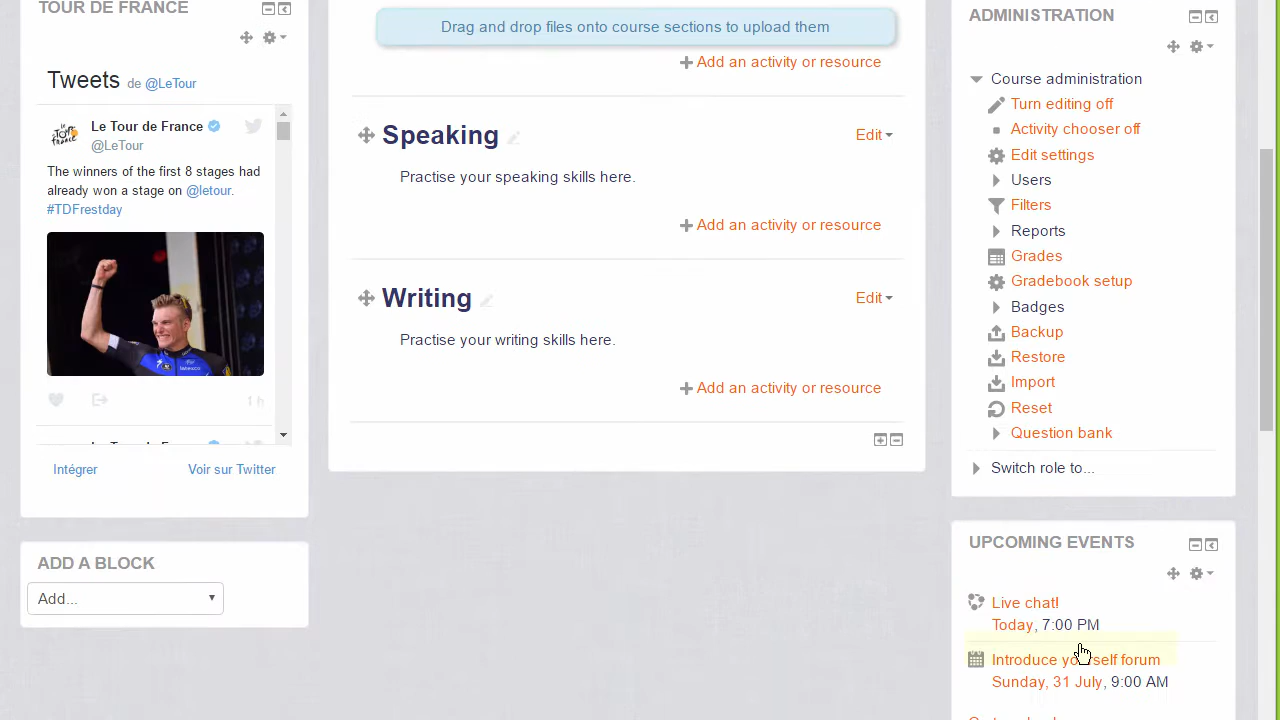 TOUR DE FRANCE
Tweets de @LeTour
Le Tour de France
@LeTour
The winners of the first 8 stages had
already won a stage on @letour.
#TDFrestday
1 h
Intégrer
Voir sur Twitter
ADD A BLOCK
Add...
Drag and drop files onto course sections to upload them
Add an activity or resource
Speaking
Edit
Practise your speaking skills here.
Add an activity or resource
Writing
Edit
Practise your writing skills here.
Add an activity or resource
ADMINISTRATION
Course administration
Turn editing off
Activity chooser off
Edit settings
Users
Filters
Reports
Grades
Gradebook setup
Badges
Backup
Restore
Import
Reset
Question bank
Switch role to...
UPCOMING EVENTS
Live chat!
Today, 7:00 PM
Introduce yourself forum
Sunday, 31 July, 9:00 AM